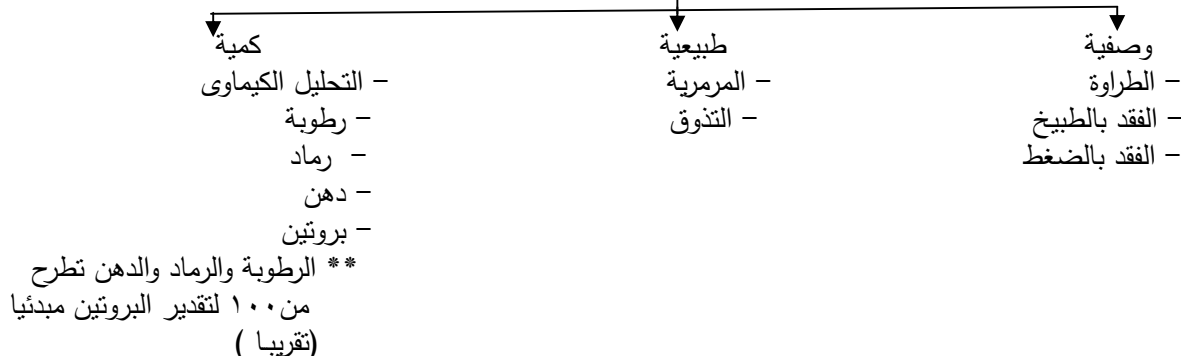 وصفية
– الطراوة
– الفقد بالطبيخ
– الفقد بالضغط
طبيعية
– المرمرية
– التذوق
كمية
– التحليل الكيماوى
– رطوبة
– رماد
– دهن
– بروتين
** الرطوبة والرماد والدهن تطرح
من ١٠٠ لتقدير البروتين مبدئيا
(تقريبا )